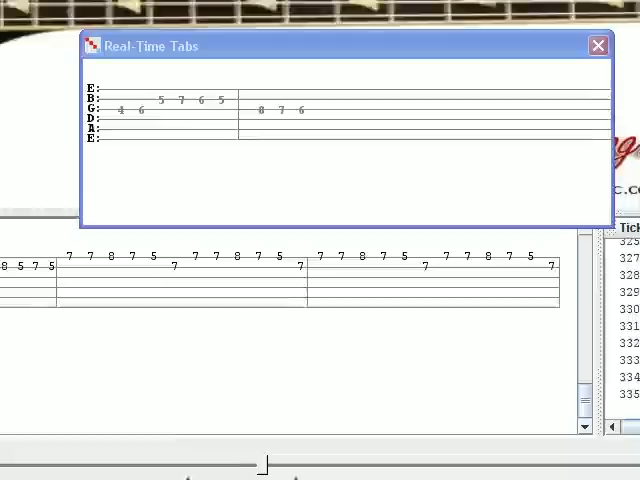 Real-Time Tabs
E:
B: 5 7 6 5
G: 4 6 8 7 6
D:
A:
E:
C.CO
Tick
7 7 8 7 5 7 7 8 7 5 7 7 8 7 5 7 7 8 7 5
8 5 7 5 7 7 7 7
325
327
328
329
330
331
332
333
334
335